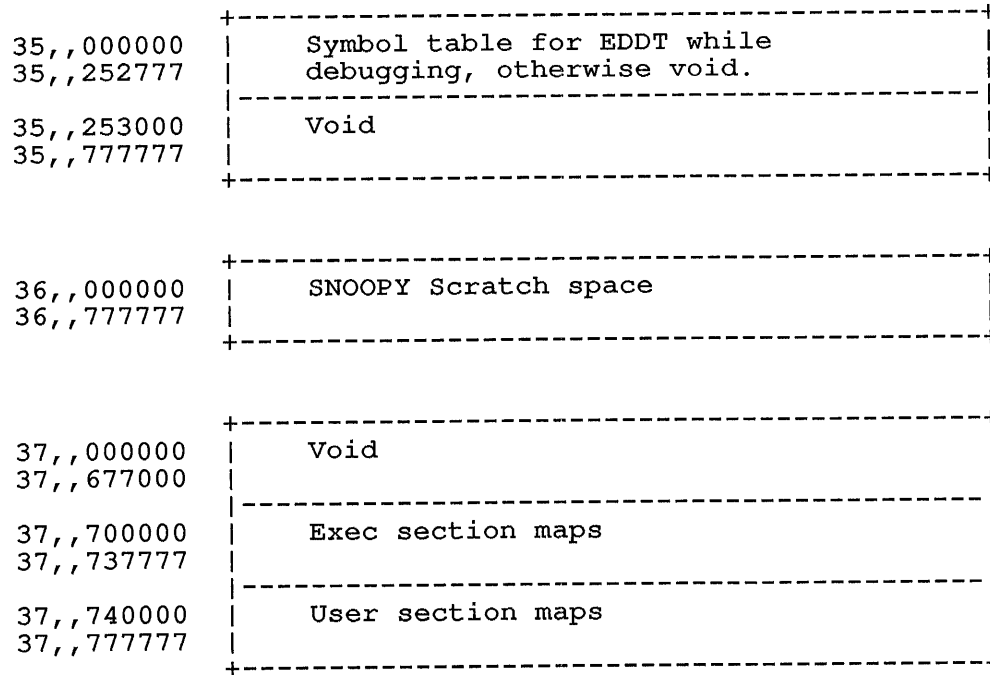 35,,000000 Symbol table for EDDT while
35,,252777 debugging, otherwise void.
35,,253000 Void
35,,777777
36,,000000 SNOOPY Scratch space
36,,777777
37,,000000 Void
37,,677000
37,,700000 Exec section maps
37,,737777
37,,740000 User section maps
37,,777777